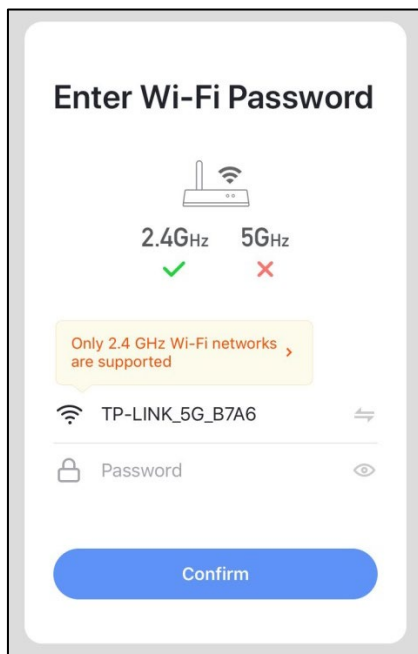 Enter Wi-Fi Password
2.4GHz 5GHz
Only 2.4 GHz Wi-Fi networks
are supported
TP-LINK_5G_B7A6
Password
Confirm